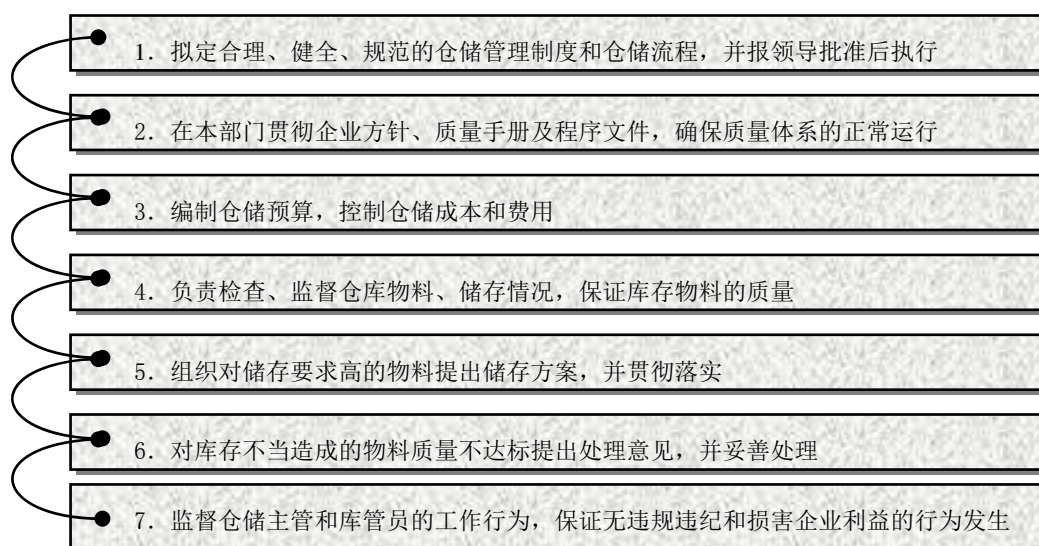 1．拟定合理、健全、规范的仓储管理制度和仓储流程，并报领导批准后执行
2．在本部门贯彻企业方针、质量手册及程序文件，确保质量体系的正常运行
3．编制仓储预算，控制仓储成本和费用
4．负责检查、监督仓库物料、储存情况，保证库存物料的质量
5．组织对储存要求高的物料提出储存方案，并贯彻落实
6．对库存不当造成的物料质量不达标提出处理意见，并妥善处理
7．监督仓储主管和库管员的工作行为，保证无违规违纪和损害企业利益的行为发生